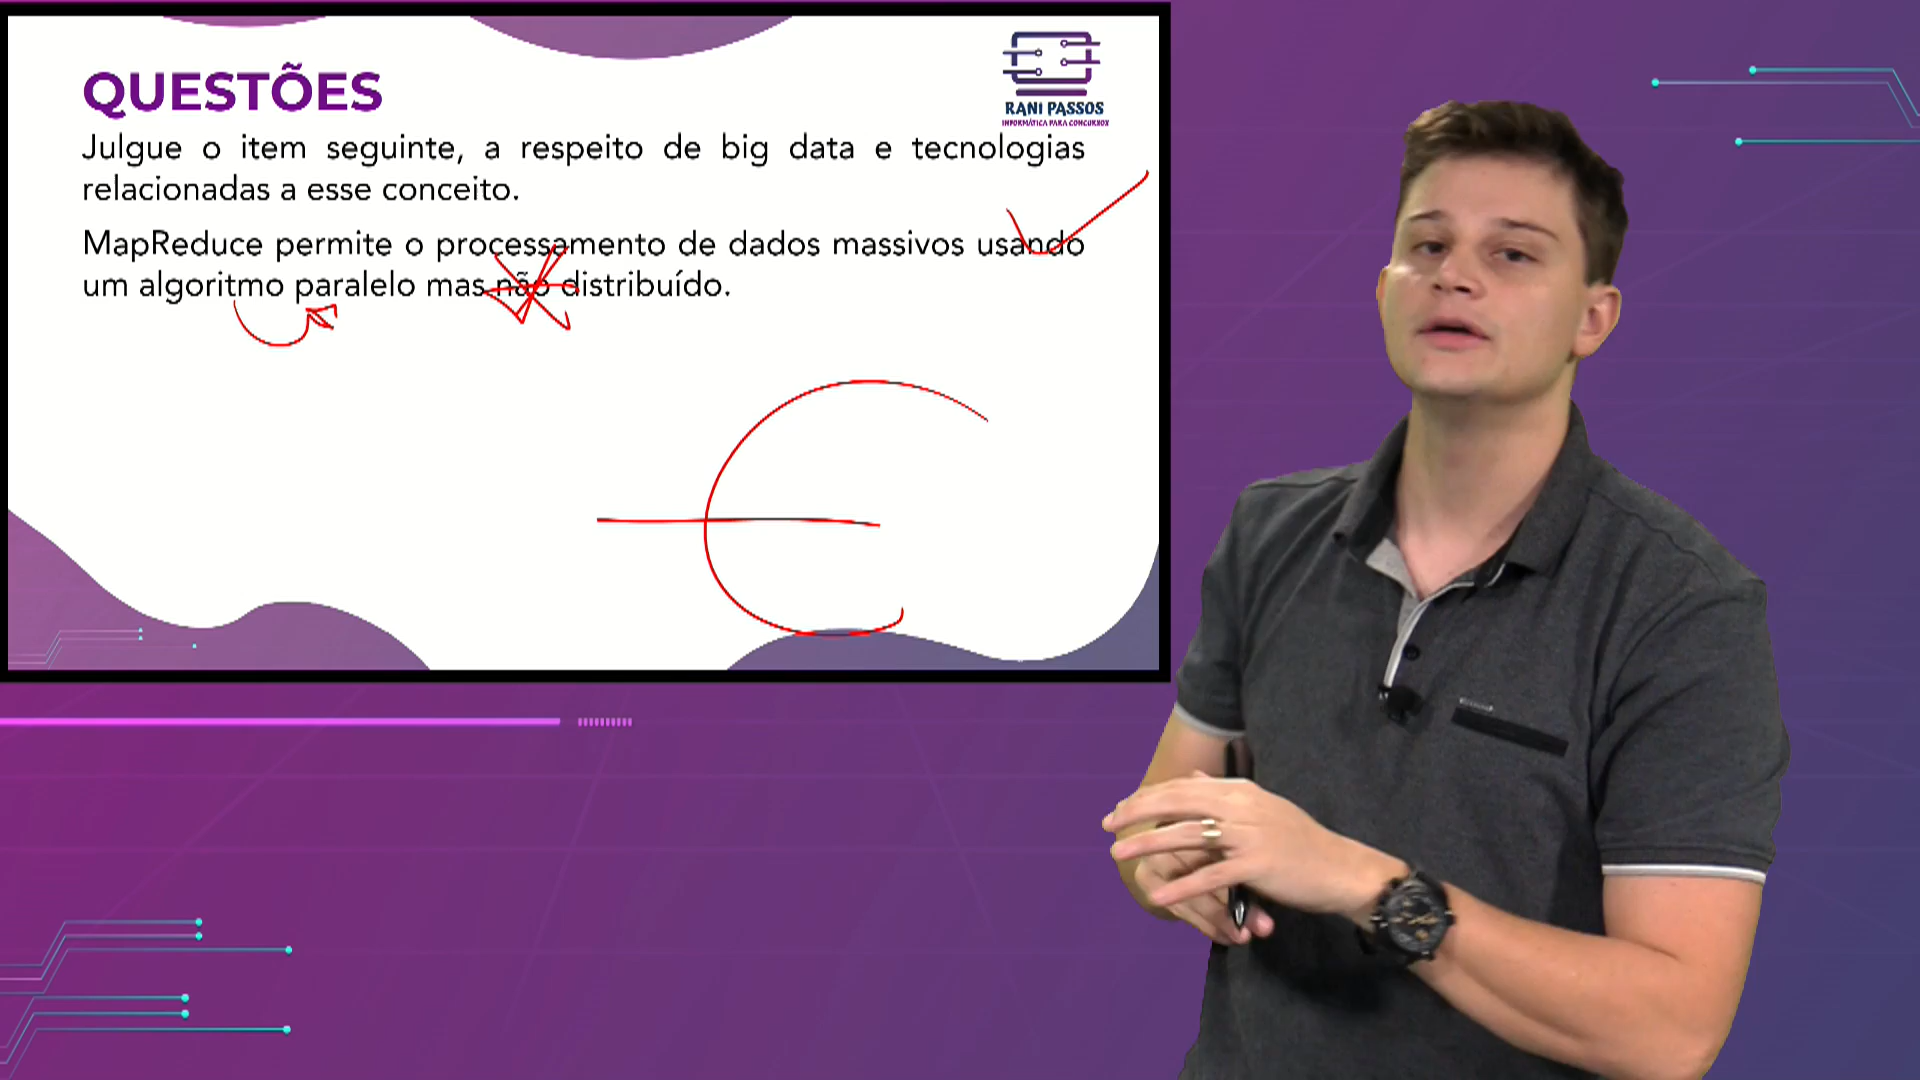 QUESTÕES
RANI PASSOS
INFORMÁTICA PARA CONCURSOS
Julgue o item seguinte, a respeito de big data e tecnologias
relacionadas a esse conceito.
MapReduce permite o processamento de dados massivos usando
um algoritmo paralelo mas não distribuído.